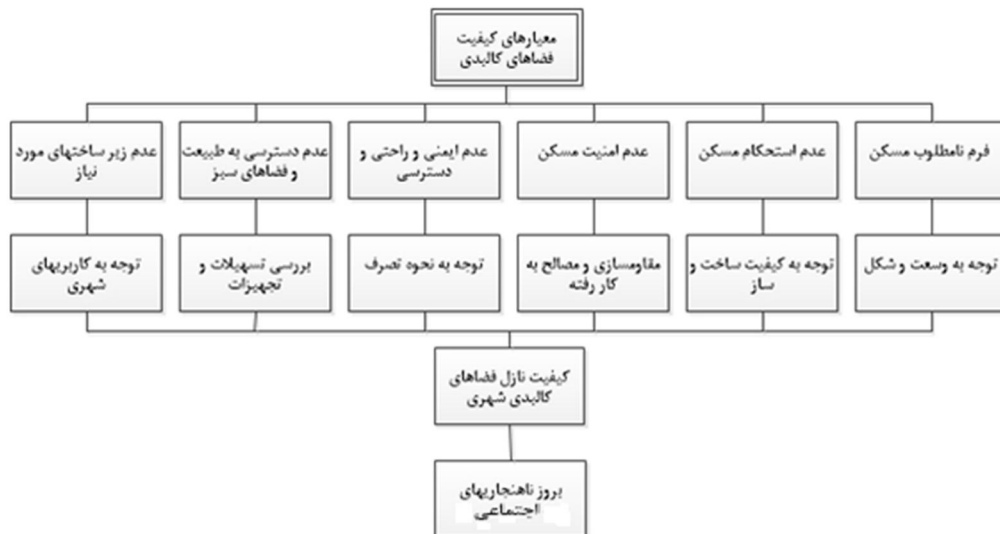 معیارهای کیفیت
فضاهای کالبدی
فرم نامطلوب مسکن
عدم استحکام مسکن
عدم امنیت مسکن
عدم ایمنی و راحتی و
دسترسی
عدم دسترسی به طبیعت
و فضاهای سبز
عدم زیر ساختهای مورد
نیاز
توجه به وسعت و شکل
توجه به کیفیت ساخت و
ساز
مقاومسازی و مصالح به
کار رفته
توجه به نحوه تصرف
بررسی تسهیلات و
تجهیزات
توجه به کاربریهای
شهری
کیفیت نازل فضاهای
کالبدی شهری
بروز ناهنجاریهای
اجتماعی